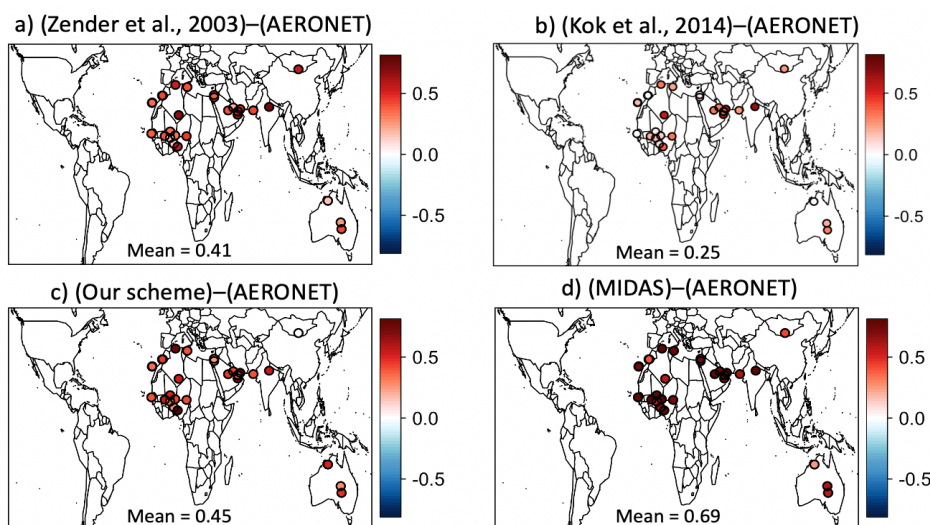 a) (Zender et al., 2003)–(AERONET)
0.5
0.0
-0.5
Mean = 0.41
b) (Kok et al., 2014)–(AERONET)
0.5
0.0
-0.5
Mean = 0.25
c) (Our scheme)–(AERONET)
0.5
0.0
-0.5
Mean = 0.45
d) (MIDAS)–(AERONET)
0.5
0.0
-0.5
Mean = 0.69